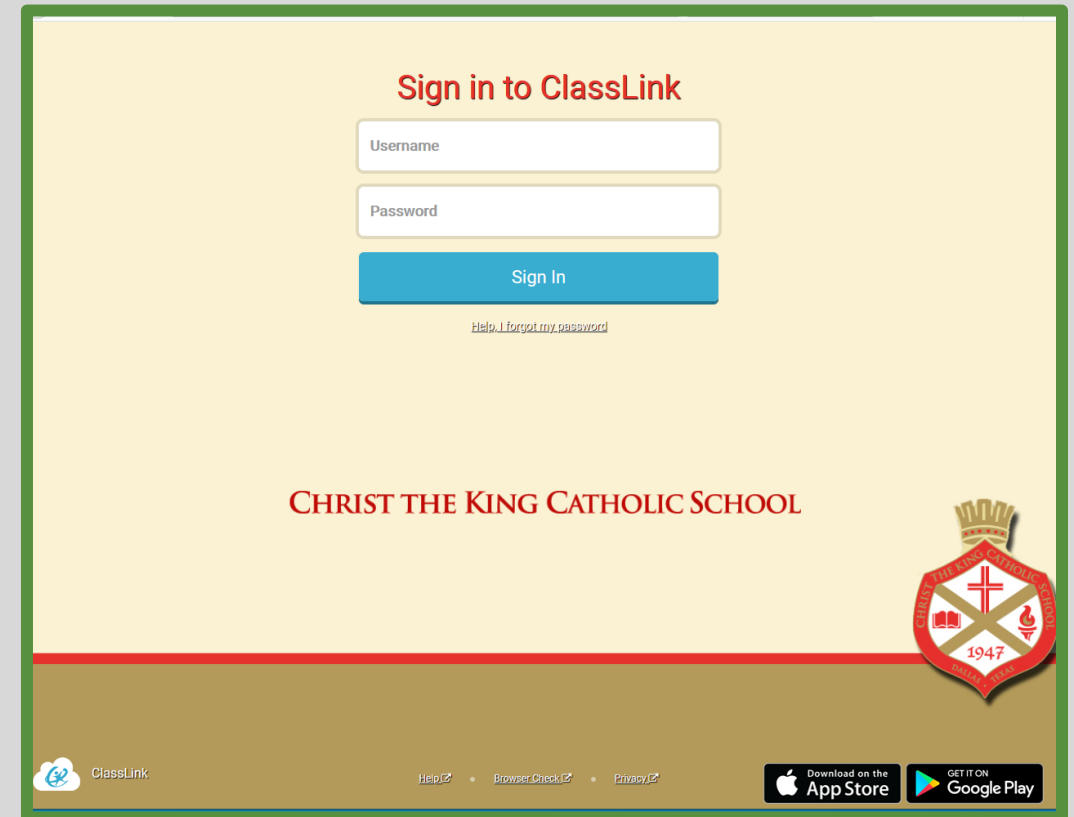 Sign in to ClassLink
Username
Password
Sign In
Help, I forgot my password
CHRIST THE KING CATHOLIC SCHOOL
CHRIST THE KING CATHOLIC SCHOOL
1947
DALLAS, TEXAS
ClassLink
Help
Browser Check
Privacy
Download on the
App Store
GET IT ON
Google Play